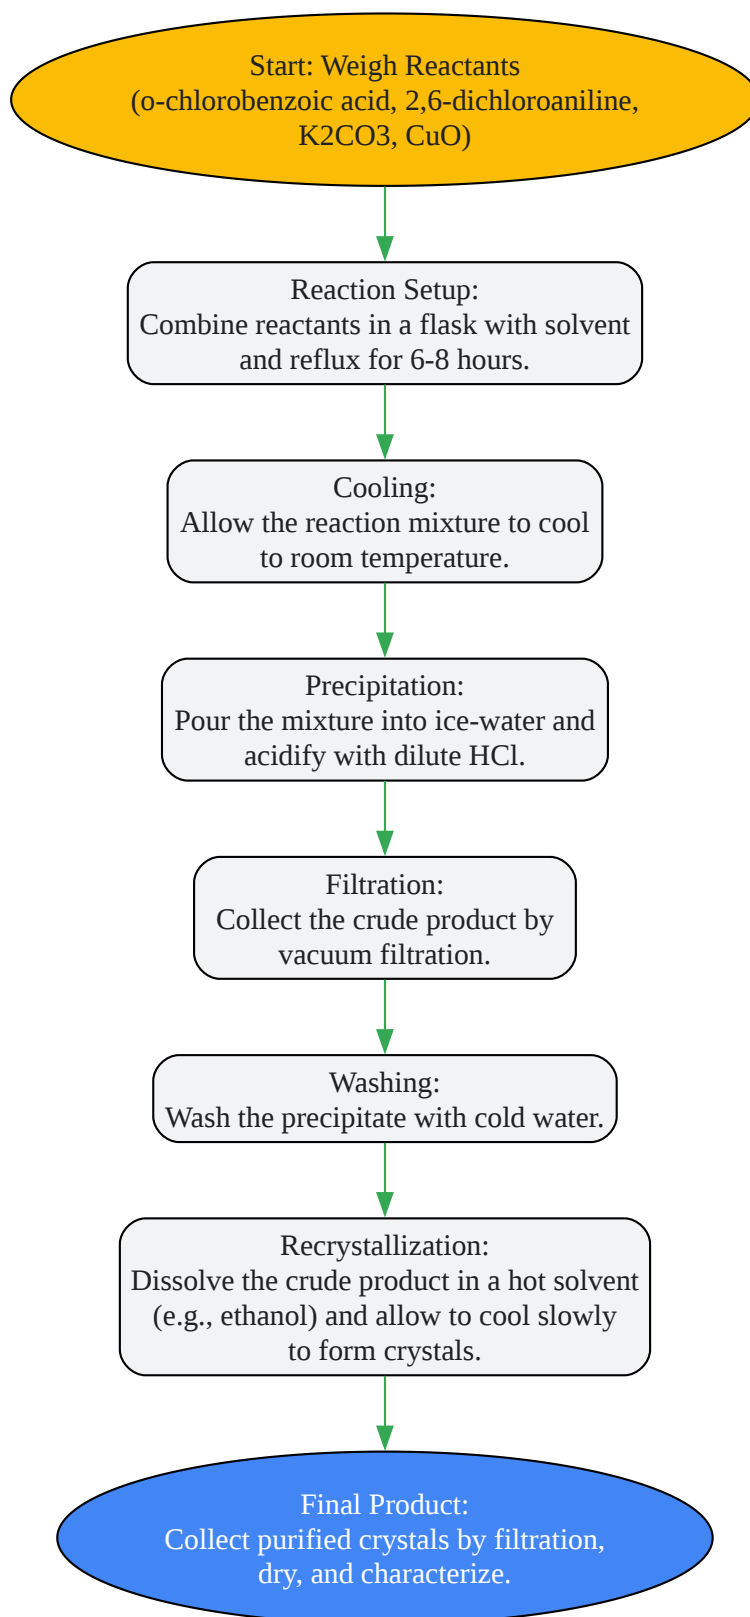 Start: Weigh Reactants
(o-chlorobenzoic acid, 2,6-dichloroaniline,
K2CO3, CuO)
Reaction Setup:
Combine reactants in a flask with solvent
and reflux for 6-8 hours.
Cooling:
Allow the reaction mixture to cool
to room temperature.
Precipitation:
Pour the mixture into ice-water and
acidify with dilute HCl.
Filtration:
Collect the crude product by
vacuum filtration.
Washing:
Wash the precipitate with cold water.
Recrystallization:
Dissolve the crude product in a hot solvent
(e.g., ethanol) and allow to cool slowly
to form crystals.
Final Product:
Collect purified crystals by filtration,
dry, and characterize.